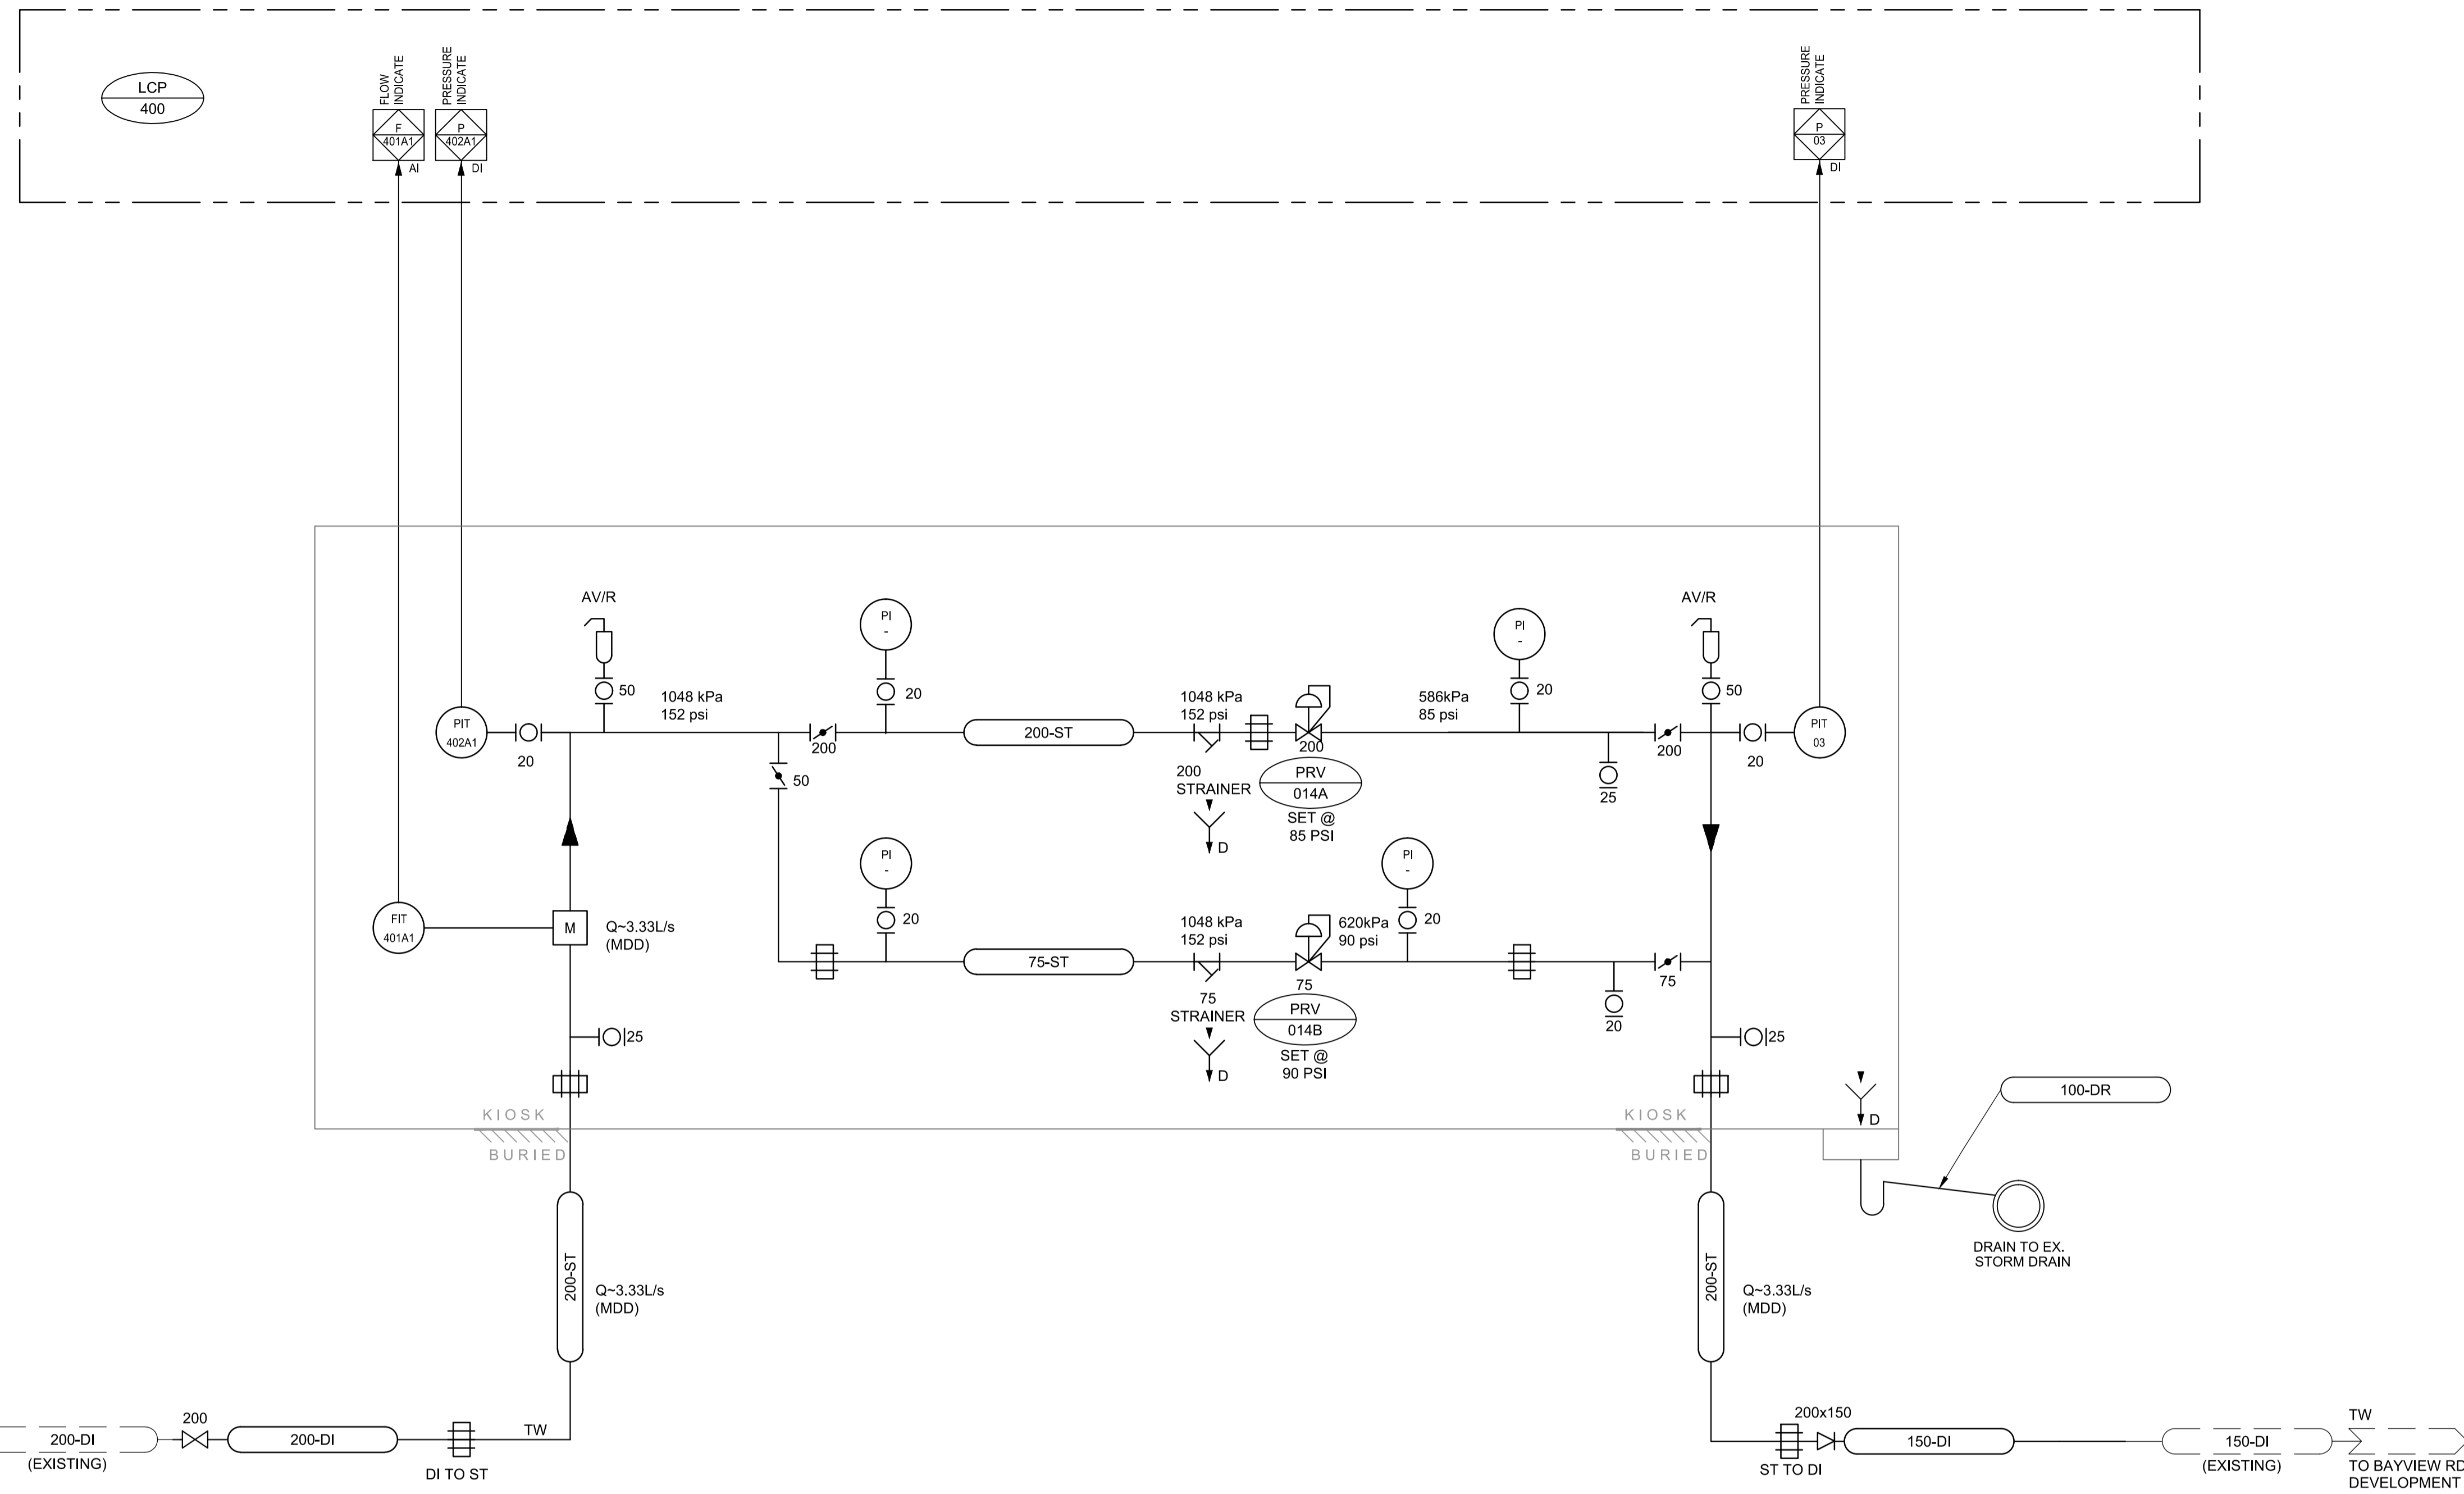 LCP
400
FLOW
INDICATE
PRESSURE
INDICATE
PRESSURE
INDICATE
F
401A1
AI
P
402A1
DI
P
03
DI
AV/R
50
PI
-
20
1048 kPa
152 psi
PIT
402A1
20
200
50
200-ST
1048 kPa
152 psi
200
STRAINER
D
200
PRV
014A
SET @
85 PSI
586kPa
85 psi
PI
-
20
25
200
AV/R
50
20
PIT
03
FIT
401A1
M
Q~3.33L/s
(MDD)
PI
-
20
75-ST
1048 kPa
152 psi
75
STRAINER
D
75
PRV
014B
SET @
90 PSI
620kPa
90 psi
PI
-
20
20
75
25
25
KIOSK
BURIED
KIOSK
BURIED
D
100-DR
DRAIN TO EX.
STORM DRAIN
200-ST
Q~3.33L/s
(MDD)
200-ST
Q~3.33L/s
(MDD)
200-DI
(EXISTING)
200
200-DI
DI TO ST
TW
200x150
ST TO DI
150-DI
150-DI
(EXISTING)
TW
TO BAYVIEW RD
DEVELOPMENT